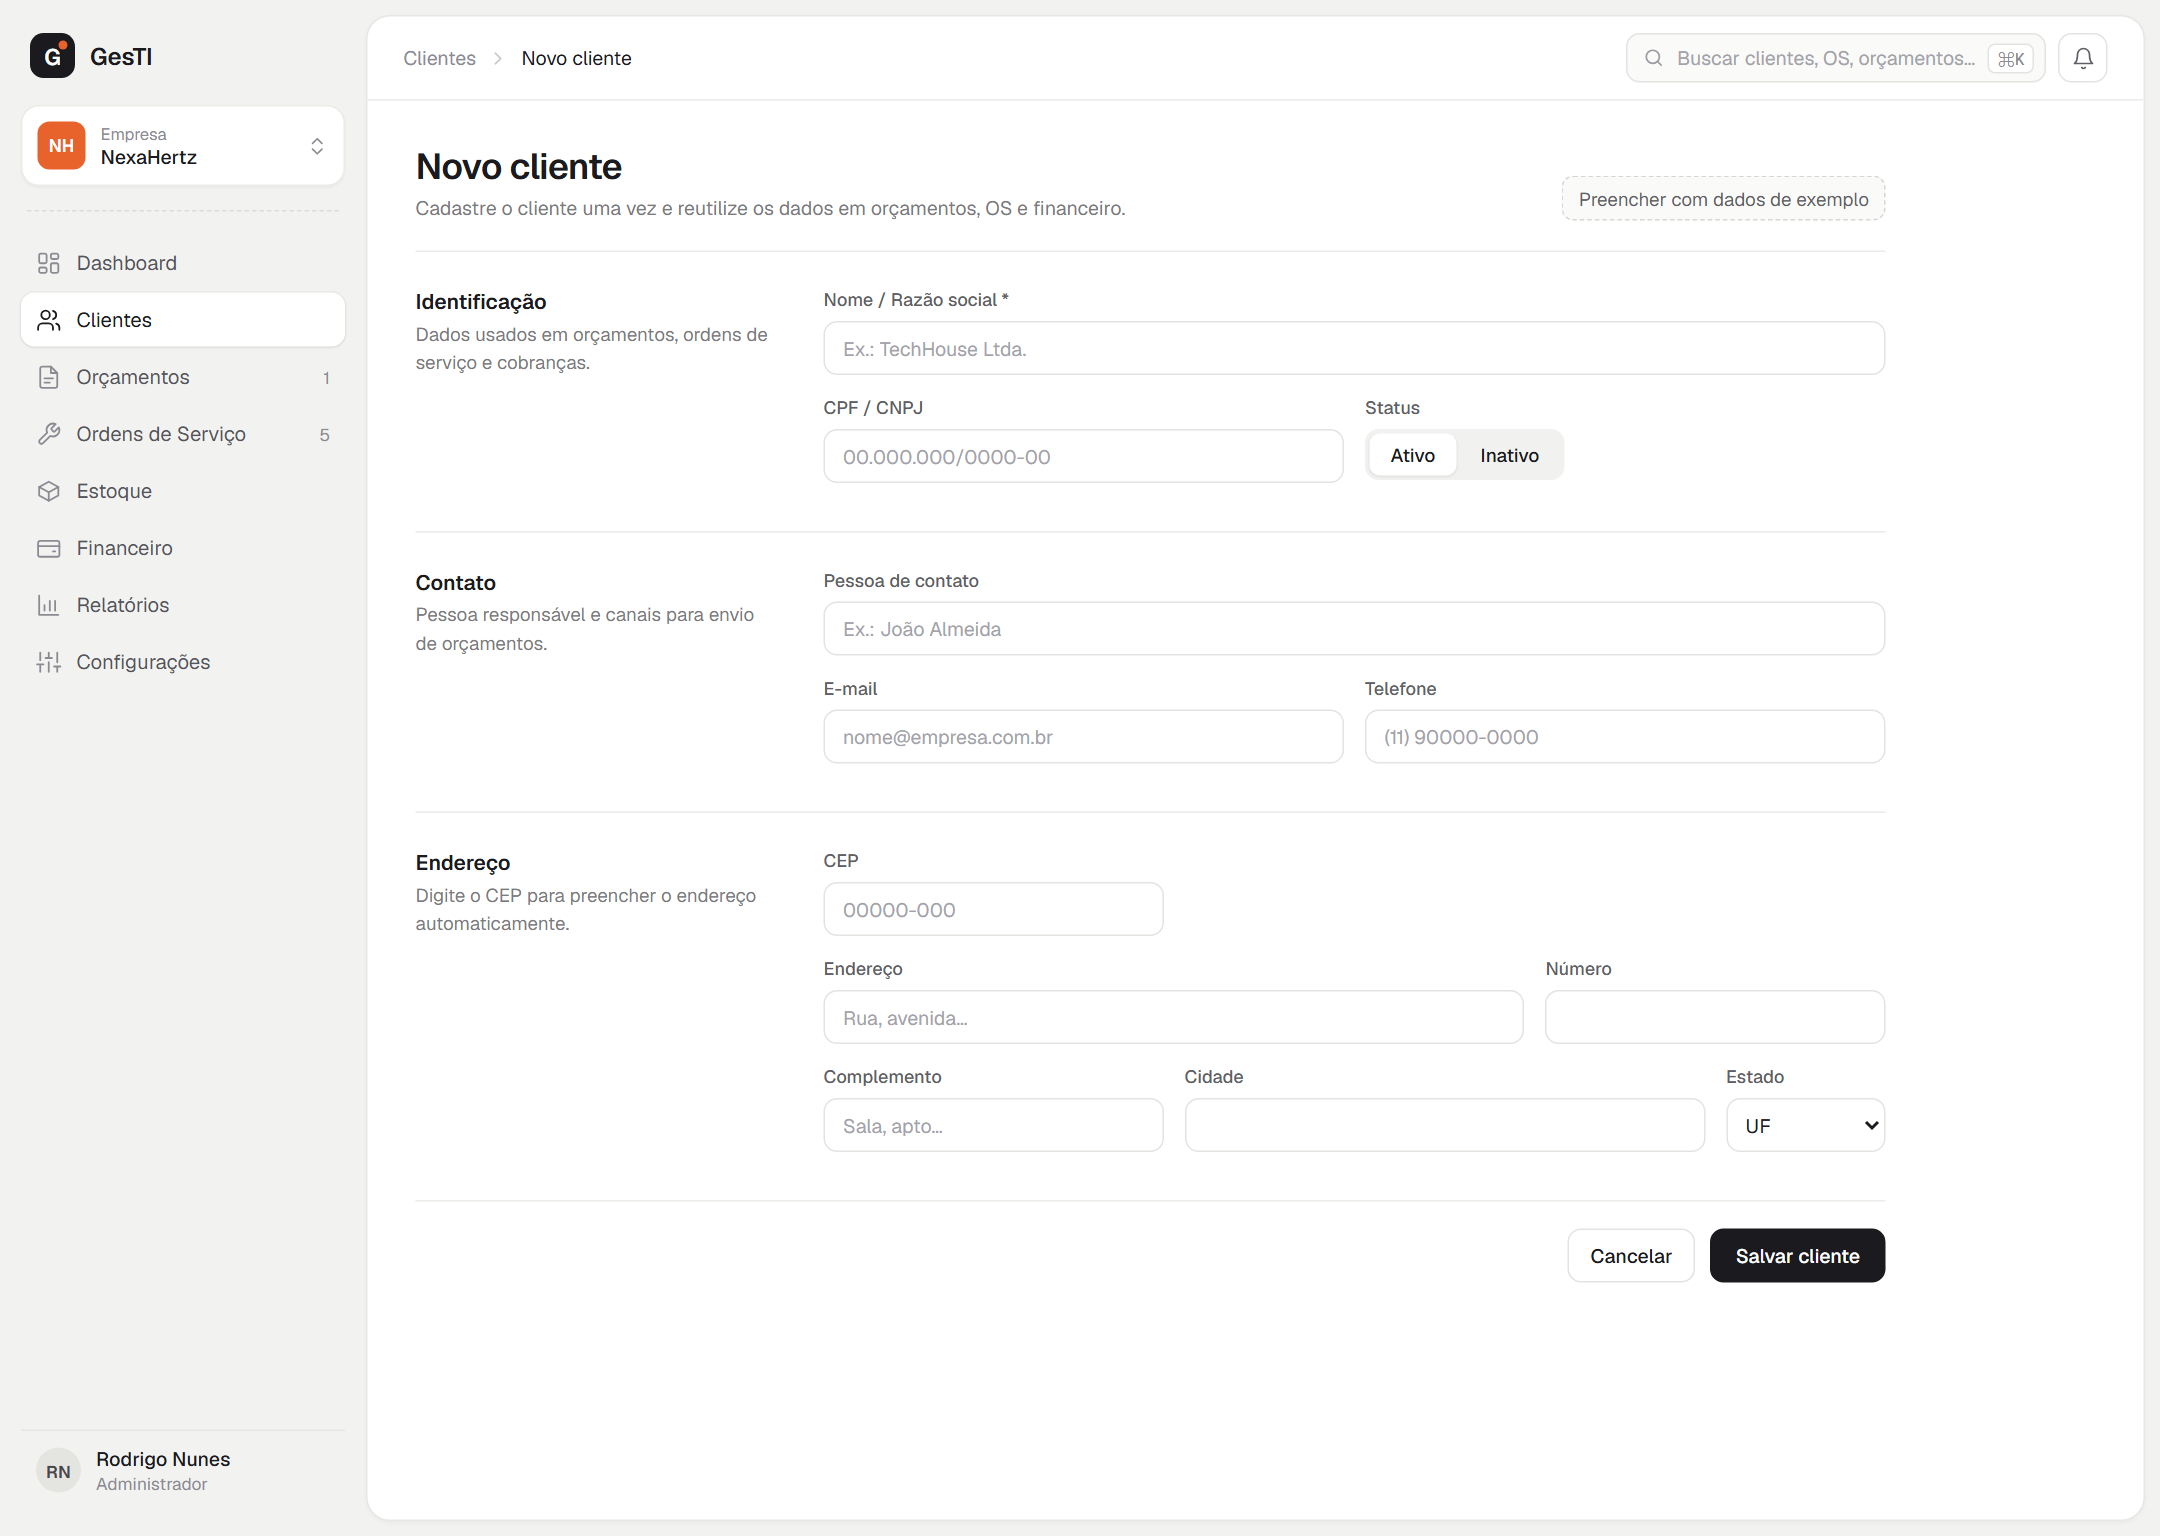 G
GesTI
NH
Empresa
NexaHertz
Dashboard
Clientes
Orçamentos 1
Ordens de Serviço 5
Estoque
Financeiro
Relatórios
Configurações
RN
Rodrigo Nunes
Administrador
Clientes > Novo cliente
Buscar clientes, OS, orçamentos... ⌘K
Novo cliente
Cadastre o cliente uma vez e reutilize os dados em orçamentos, OS e financeiro.
Preencher com dados de exemplo
Identificação
Dados usados em orçamentos, ordens de
serviço e cobranças.
Nome / Razão social *
Ex.: TechHouse Ltda.
CPF / CNPJ
00.000.000/0000-00
Status
Ativo Inativo
Contato
Pessoa responsável e canais para envio
de orçamentos.
Pessoa de contato
Ex.: João Almeida
E-mail
nome@empresa.com.br
Telefone
(11) 90000-0000
Endereço
Digite o CEP para preencher o endereço
automaticamente.
CEP
00000-000
Endereço
Rua, avenida...
Número
Complemento
Sala, apto...
Cidade
Estado
UF
Cancelar
Salvar cliente